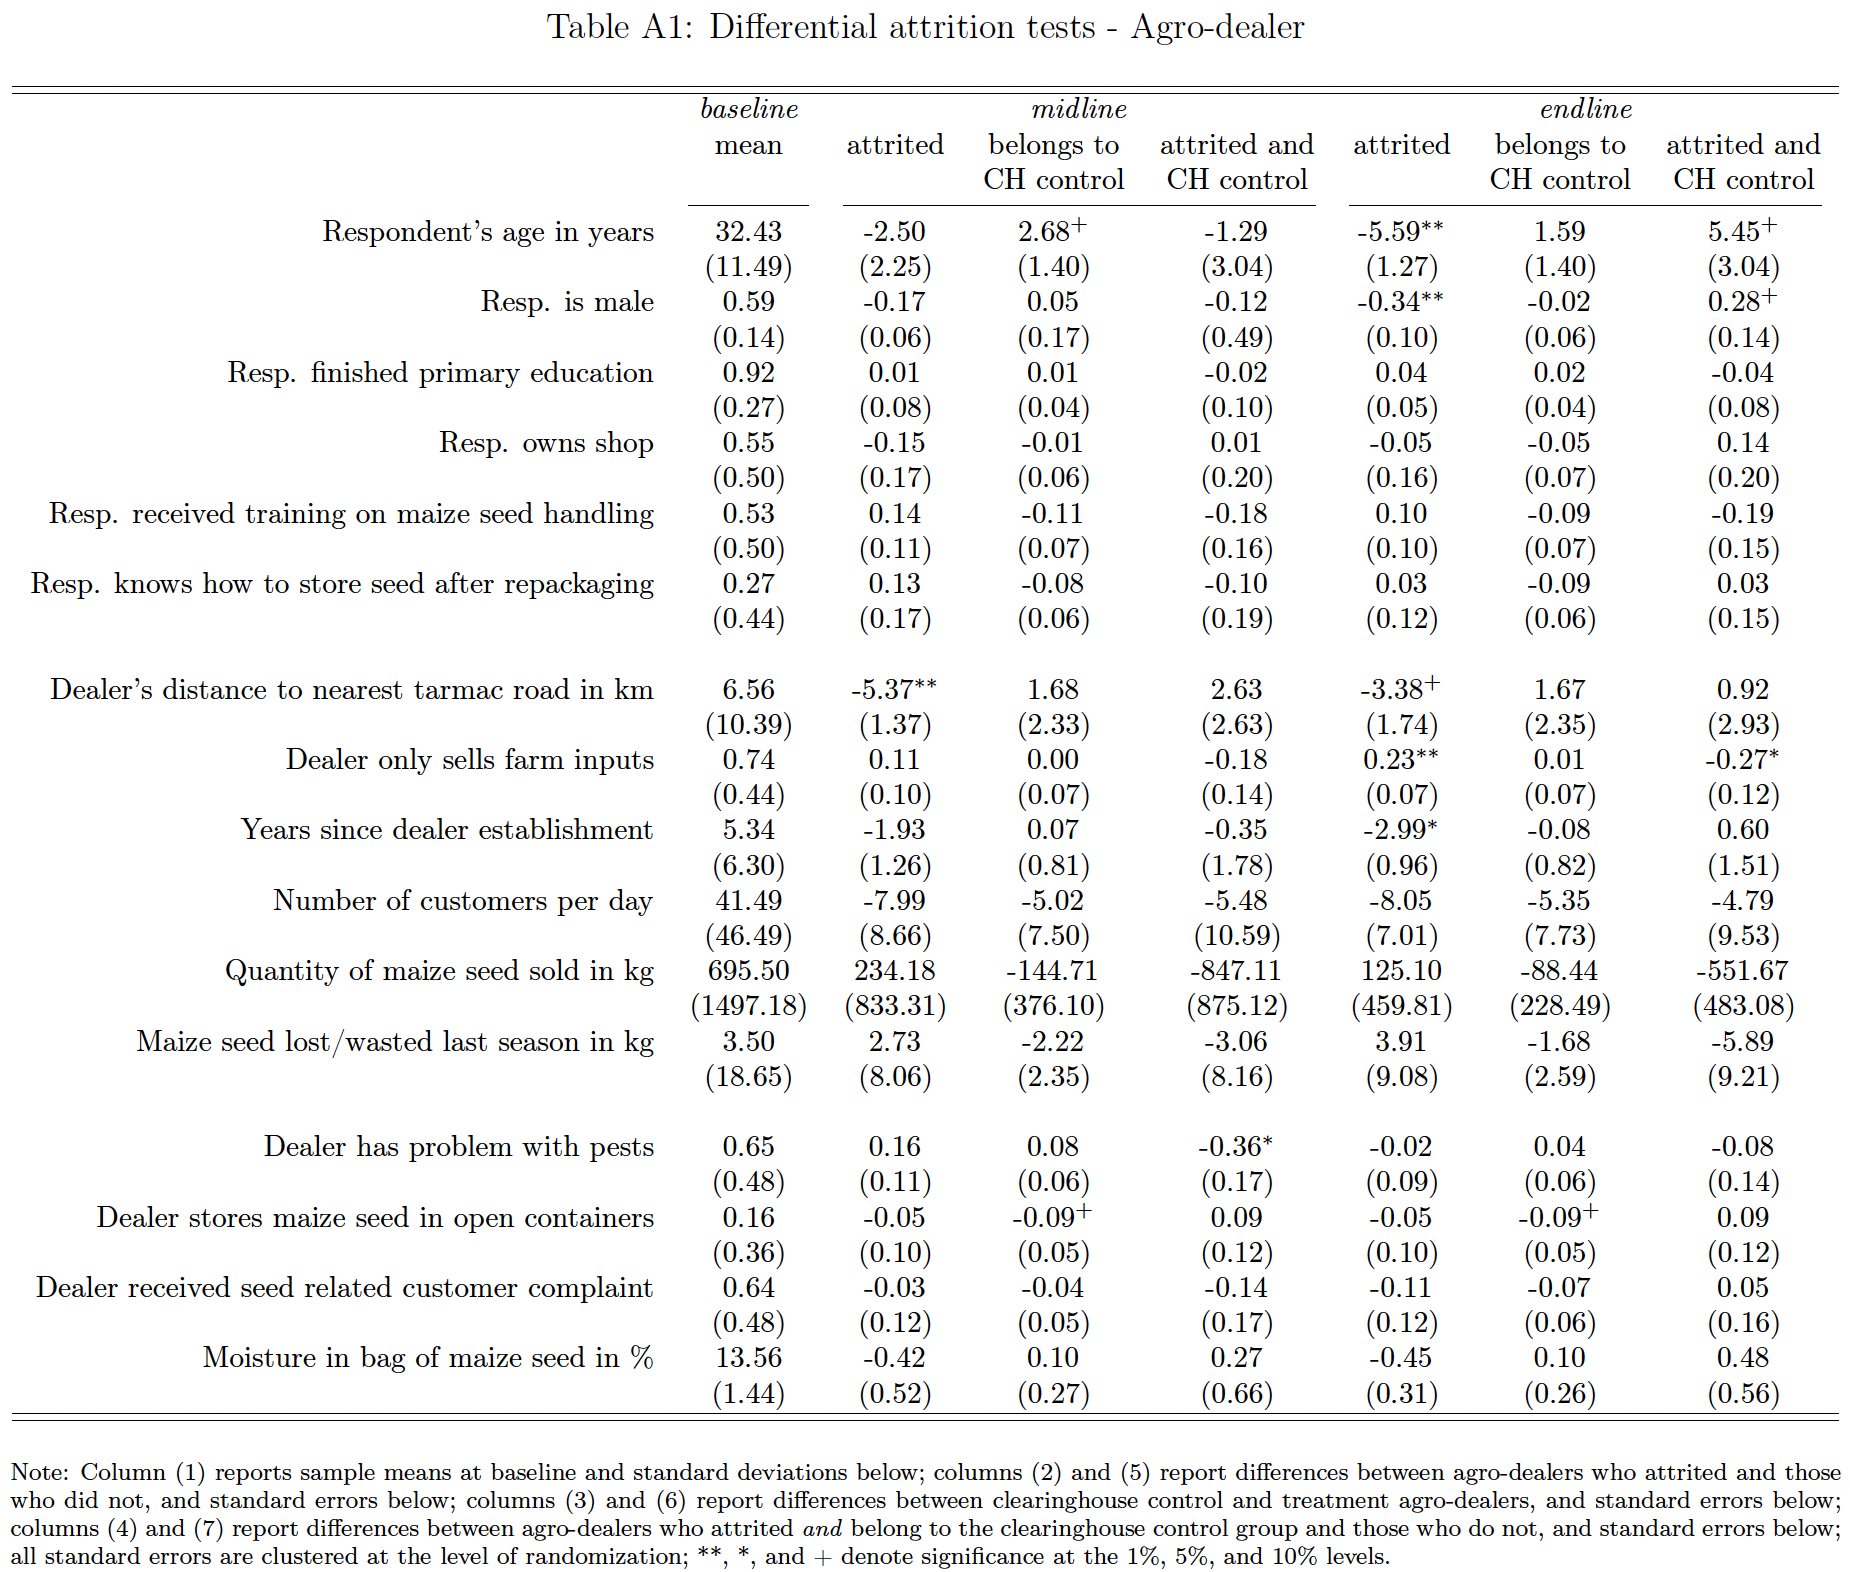 Table A1: Differential attrition tests - Agro-dealer
baseline midline endline
mean attrited belongs to attrited and attrited belongs to attrited and
CH control CH control CH control CH control
Respondent's age in years 32.43 -2.50 2.68+ -1.29 -5.59** 1.59 5.45+
(11.49) (2.25) (1.40) (3.04) (1.27) (1.40) (3.04)
Resp. is male 0.59 -0.17 0.05 -0.12 -0.34** -0.02 0.28+
(0.14) (0.06) (0.17) (0.49) (0.10) (0.06) (0.14)
Resp. finished primary education 0.92 0.01 0.01 -0.02 0.04 0.02 -0.04
(0.27) (0.08) (0.04) (0.10) (0.05) (0.04) (0.08)
Resp. owns shop 0.55 -0.15 -0.01 0.01 -0.05 -0.05 0.14
(0.50) (0.17) (0.06) (0.20) (0.16) (0.07) (0.20)
Resp. received training on maize seed handling 0.53 0.14 -0.11 -0.18 0.10 -0.09 -0.19
(0.50) (0.11) (0.07) (0.16) (0.10) (0.07) (0.15)
Resp. knows how to store seed after repackaging 0.27 0.13 -0.08 -0.10 0.03 -0.09 0.03
(0.44) (0.17) (0.06) (0.19) (0.12) (0.06) (0.15)
Dealer's distance to nearest tarmac road in km 6.56 -5.37** 1.68 2.63 -3.38+ 1.67 0.92
(10.39) (1.37) (2.33) (2.63) (1.74) (2.35) (2.93)
Dealer only sells farm inputs 0.74 0.11 0.00 -0.18 0.23** 0.01 -0.27*
(0.44) (0.10) (0.07) (0.14) (0.07) (0.07) (0.12)
Years since dealer establishment 5.34 -1.93 0.07 -0.35 -2.99* -0.08 0.60
(6.30) (1.26) (0.81) (1.78) (0.96) (0.82) (1.51)
Number of customers per day 41.49 -7.99 -5.02 -5.48 -8.05 -5.35 -4.79
(46.49) (8.66) (7.50) (10.59) (7.01) (7.73) (9.53)
Quantity of maize seed sold in kg 695.50 234.18 -144.71 -847.11 125.10 -88.44 -551.67
(1497.18) (833.31) (376.10) (875.12) (459.81) (228.49) (483.08)
Maize seed lost/wasted last season in kg 3.50 2.73 -2.22 -3.06 3.91 -1.68 -5.89
(18.65) (8.06) (2.35) (8.16) (9.08) (2.59) (9.21)
Dealer has problem with pests 0.65 0.16 0.08 -0.36* -0.02 0.04 -0.08
(0.48) (0.11) (0.06) (0.17) (0.09) (0.06) (0.14)
Dealer stores maize seed in open containers 0.16 -0.05 -0.09+ 0.09 -0.05 -0.09+ 0.09
(0.36) (0.10) (0.05) (0.12) (0.10) (0.05) (0.12)
Dealer received seed related customer complaint 0.64 -0.03 -0.04 -0.14 -0.11 -0.07 0.05
(0.48) (0.12) (0.05) (0.17) (0.12) (0.06) (0.16)
Moisture in bag of maize seed in % 13.56 -0.42 0.10 0.27 -0.45 0.10 0.48
(1.44) (0.52) (0.27) (0.66) (0.31) (0.26) (0.56)
Note: Column (1) reports sample means at baseline and standard deviations below; columns (2) and (5) report differences between agro-dealers who attrited and those
who did not, and standard errors below; columns (3) and (6) report differences between clearinghouse control and treatment agro-dealers, and standard errors below;
columns (4) and (7) report differences between agro-dealers who attrited and belong to the clearinghouse control group and those who do not, and standard errors below;
all standard errors are clustered at the level of randomization; **, *, and + denote significance at the 1%, 5%, and 10% levels.